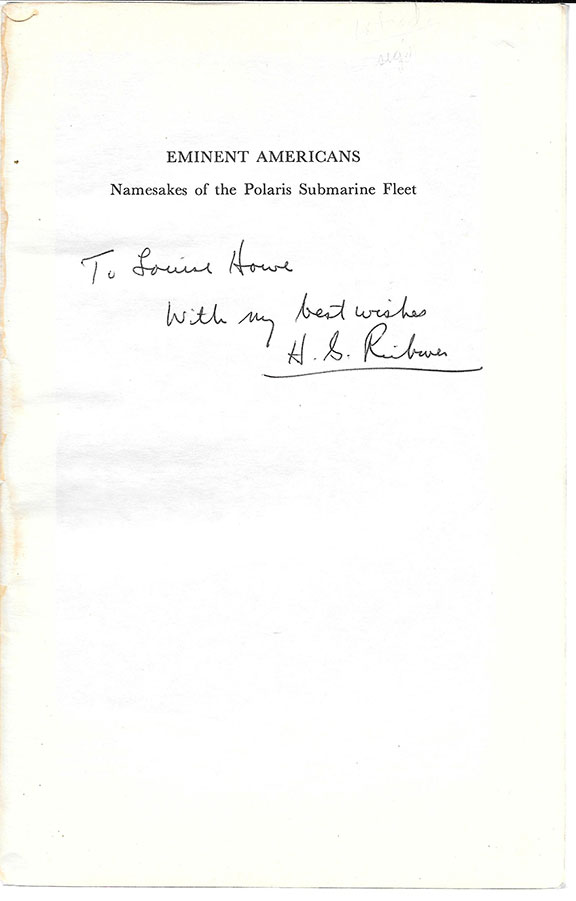 EMINENT AMERICANS
Namesakes of the Polaris Submarine Fleet
To Louise Howe
With my best wishes
H. G. Rickover